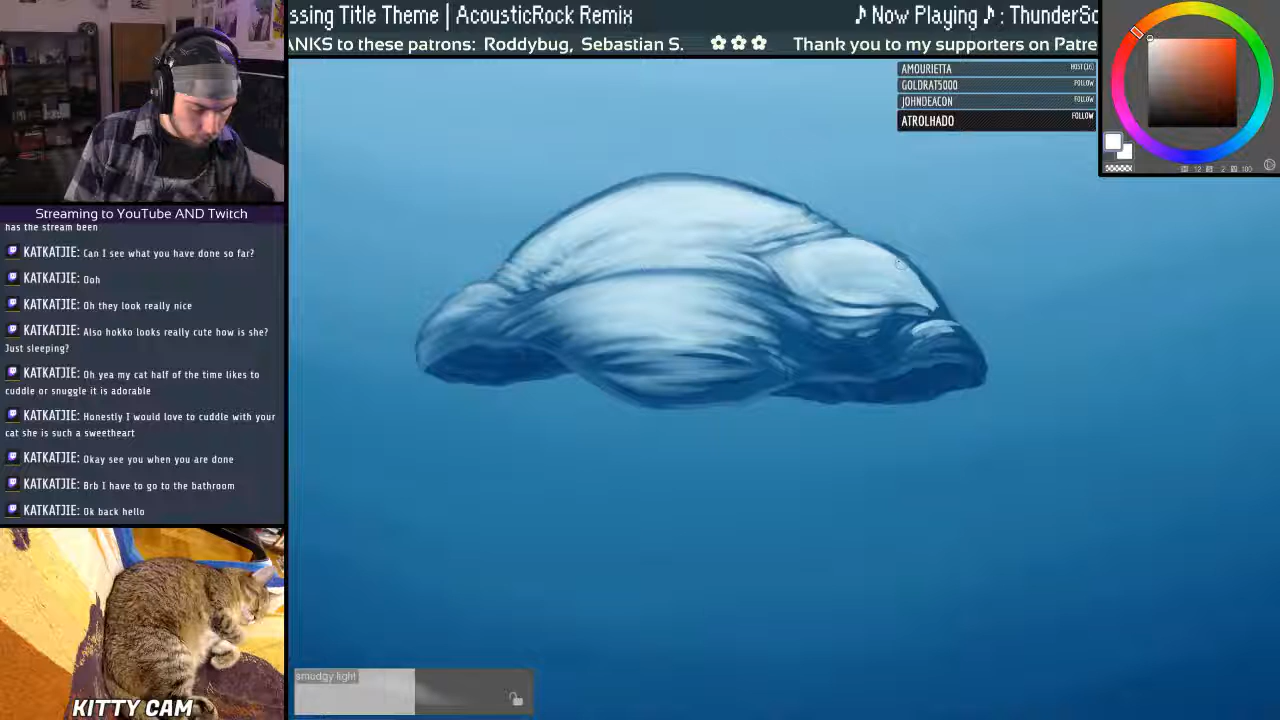 ssing Title Theme | AcousticRock Remix ♪ Now Playing ♪ : ThunderSc
ANKS to these patrons: Roddybug, Sebastian S. ✿ ✿ ✿ Thank you to my supporters on Patre
AMOURIETTA
GOLDRAT5000 FOLLOW
JOHNDEACON FOLLOW
ATROLHADO FOLLOW
Streaming to YouTube AND Twitch
has the stream been
KATKATJIE: Can I see what you have done so far?
KATKATJIE: Ooh
KATKATJIE: Oh they look really nice
KATKATJIE: Also hokko looks really cute how is she?
Just sleeping?
KATKATJIE: Oh yea my cat half of the time likes to
cuddle or snuggle it is adorable
KATKATJIE: Honestly I would love to cuddle with your
cat she is such a sweetheart
KATKATJIE: Okay see you when you are done
KATKATJIE: Brb I have to go to the bathroom
KATKATJIE: Ok back hello
smudgy light
KITTY CAM